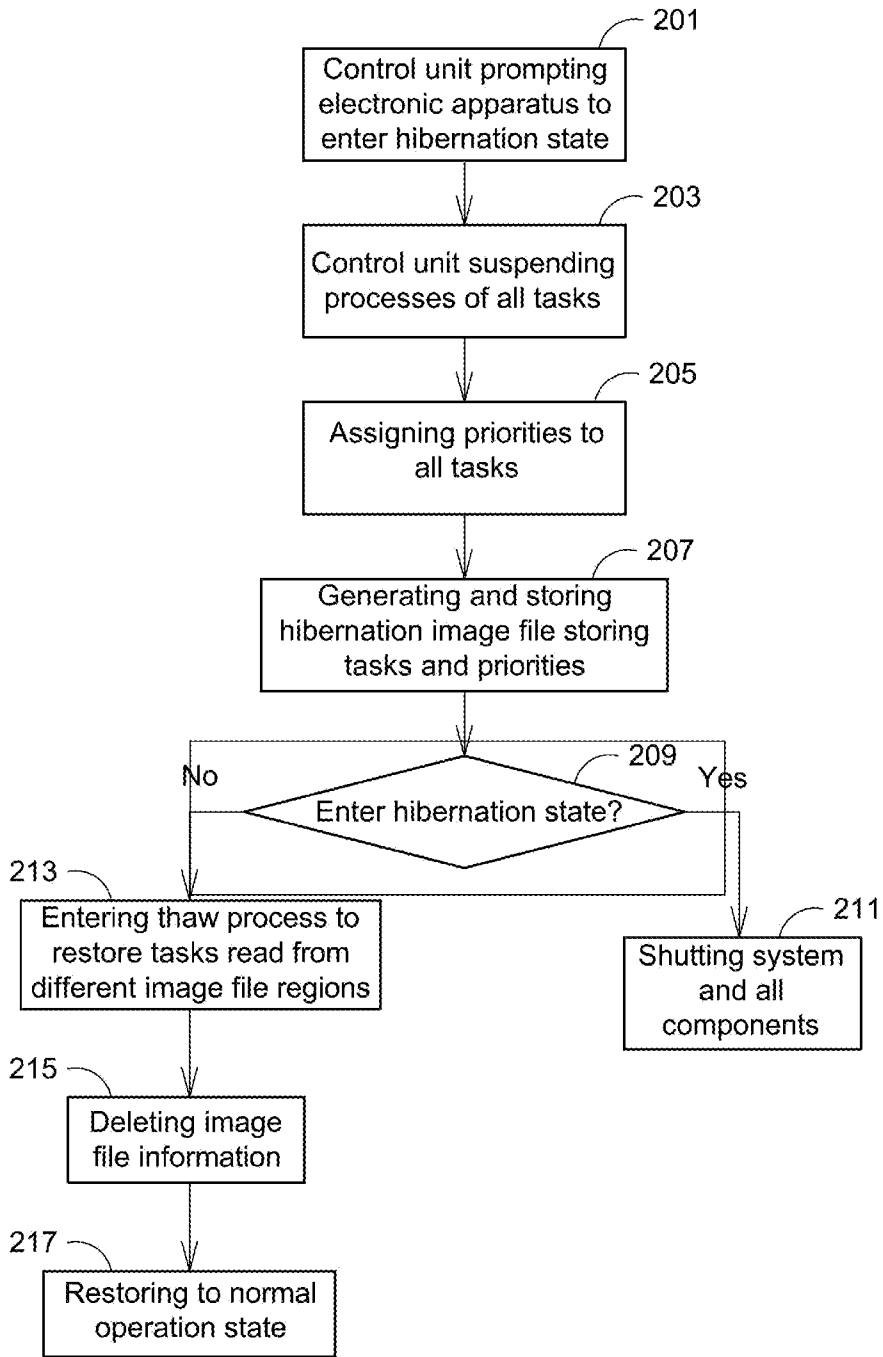 201
Control unit prompting
electronic apparatus to
enter hibernation state
203
Control unit suspending
processes of all tasks
205
Assigning priorities to
all tasks
207
Generating and storing
hibernation image file storing
tasks and priorities
209
No
Yes
Enter hibernation state?
213
Entering thaw process to
restore tasks read from
different image file regions
211
Shutting system
and all
components
215
Deleting image
file information
217
Restoring to normal
operation state